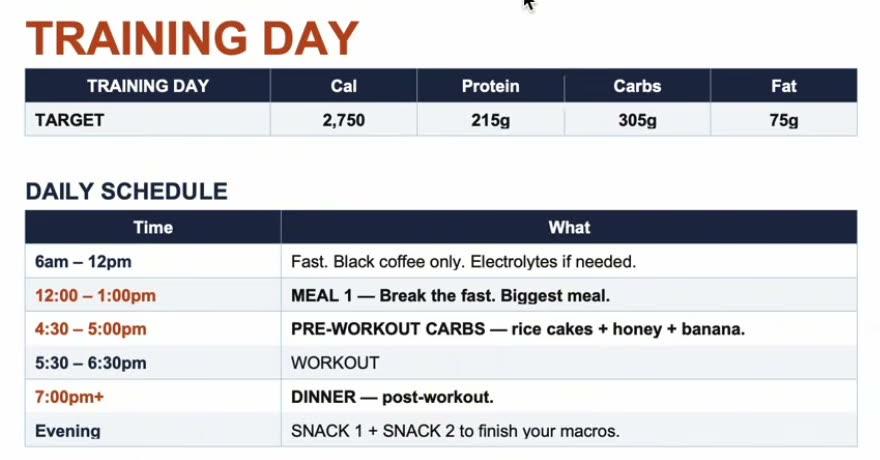 TRAINING DAY
TRAINING DAY Cal Protein Carbs Fat
TARGET 2,750 215g 305g 75g
DAILY SCHEDULE
Time What
6am – 12pm Fast. Black coffee only. Electrolytes if needed.
12:00 – 1:00pm MEAL 1 — Break the fast. Biggest meal.
4:30 – 5:00pm PRE-WORKOUT CARBS — rice cakes + honey + banana.
5:30 – 6:30pm WORKOUT
7:00pm+ DINNER — post-workout.
Evening SNACK 1 + SNACK 2 to finish your macros.